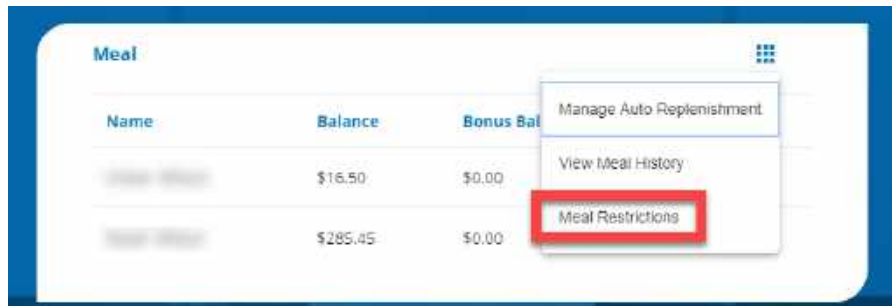 Meal
Name Balance Bonus Bal
Manage Auto Replenishment
$16.50 $0.00
View Meal History
Meal Restrictions
$285.45 $0.00